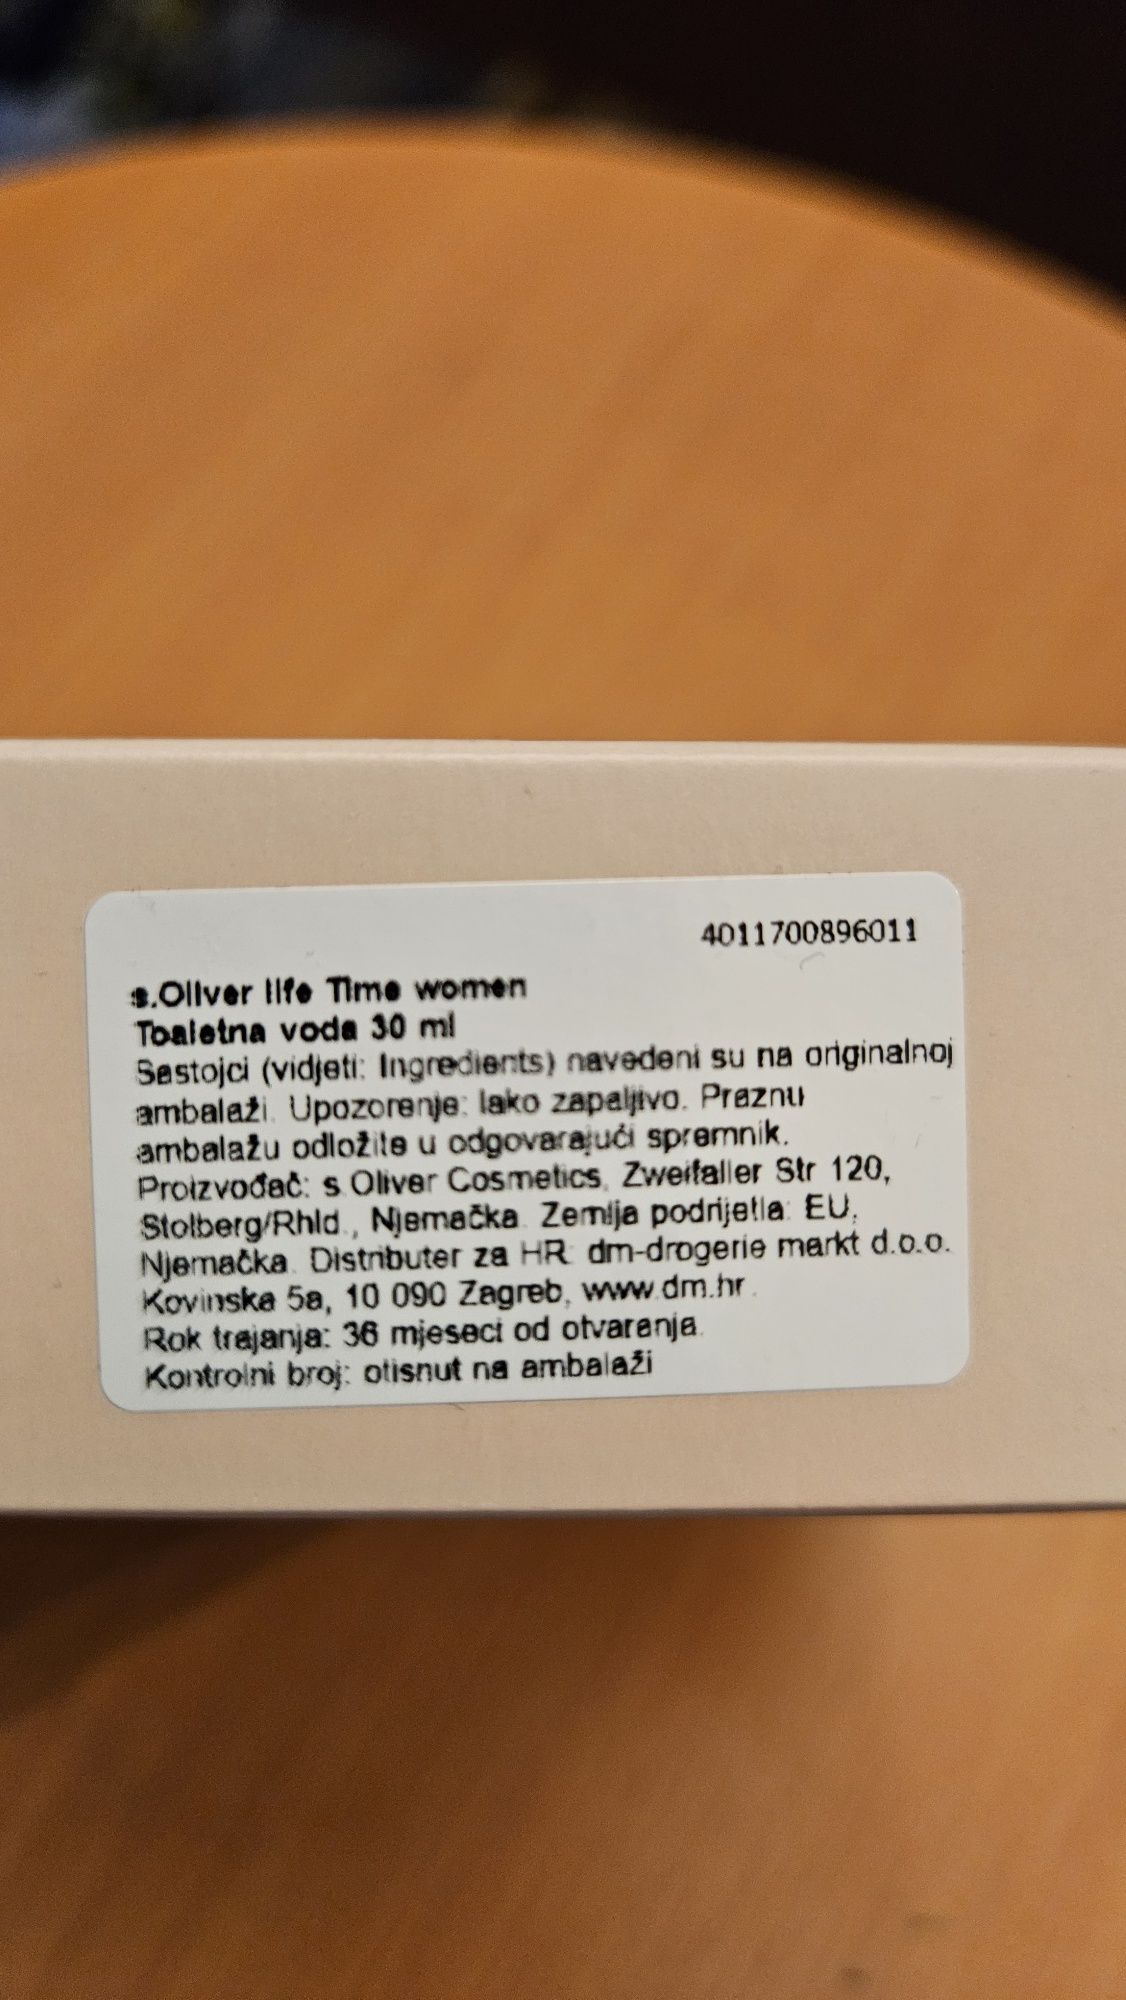 4011700896011
s.Oliver life Time women
Toaletna voda 30 ml
Sastojci (vidjeti: Ingredients) navedeni su na originalnoj
ambalaži. Upozorenje: lako zapaljivo. Praznu
ambalažu odložite u odgovarajući spremnik.
Proizvođač: s.Oliver Cosmetics, Zweifaller Str 120,
Stolberg/Rhld., Njemačka. Zemlja podrijetla: EU,
Njemačka. Distributer za HR: dm-drogerie markt d.o.o.
Kovinska 5a, 10 090 Zagreb, www.dm.hr.
Rok trajanja: 36 mjeseci od otvaranja.
Kontrolni broj: otisnut na ambalaži